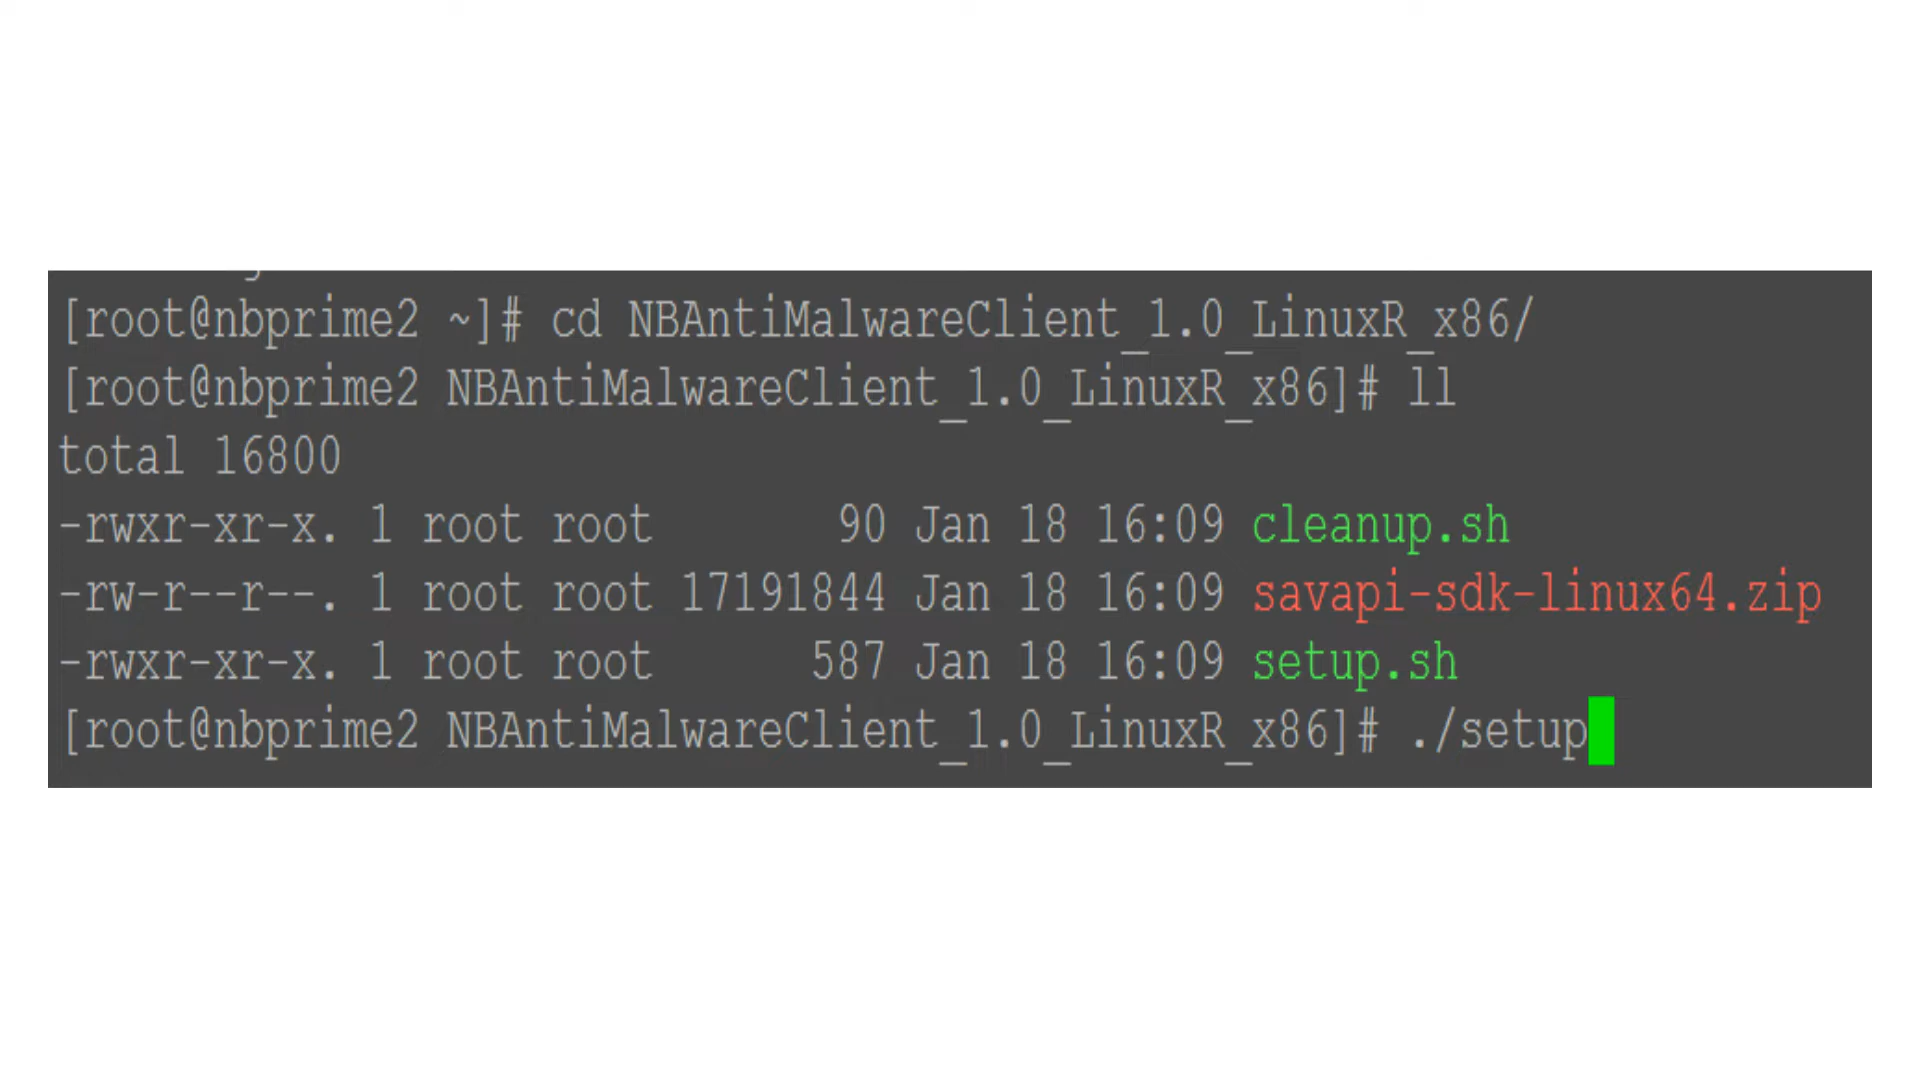 [root@nbprime2 ~]# cd NBAntiMalwareClient_1.0_LinuxR_x86/
[root@nbprime2 NBAntiMalwareClient_1.0_LinuxR_x86]# ll
total 16800
-rwxr-xr-x. 1 root root       90 Jan 18 16:09 cleanup.sh
-rw-r--r--. 1 root root 17191844 Jan 18 16:09 savapi-sdk-linux64.zip
-rwxr-xr-x. 1 root root      587 Jan 18 16:09 setup.sh
[root@nbprime2 NBAntiMalwareClient_1.0_LinuxR_x86]# ./setup